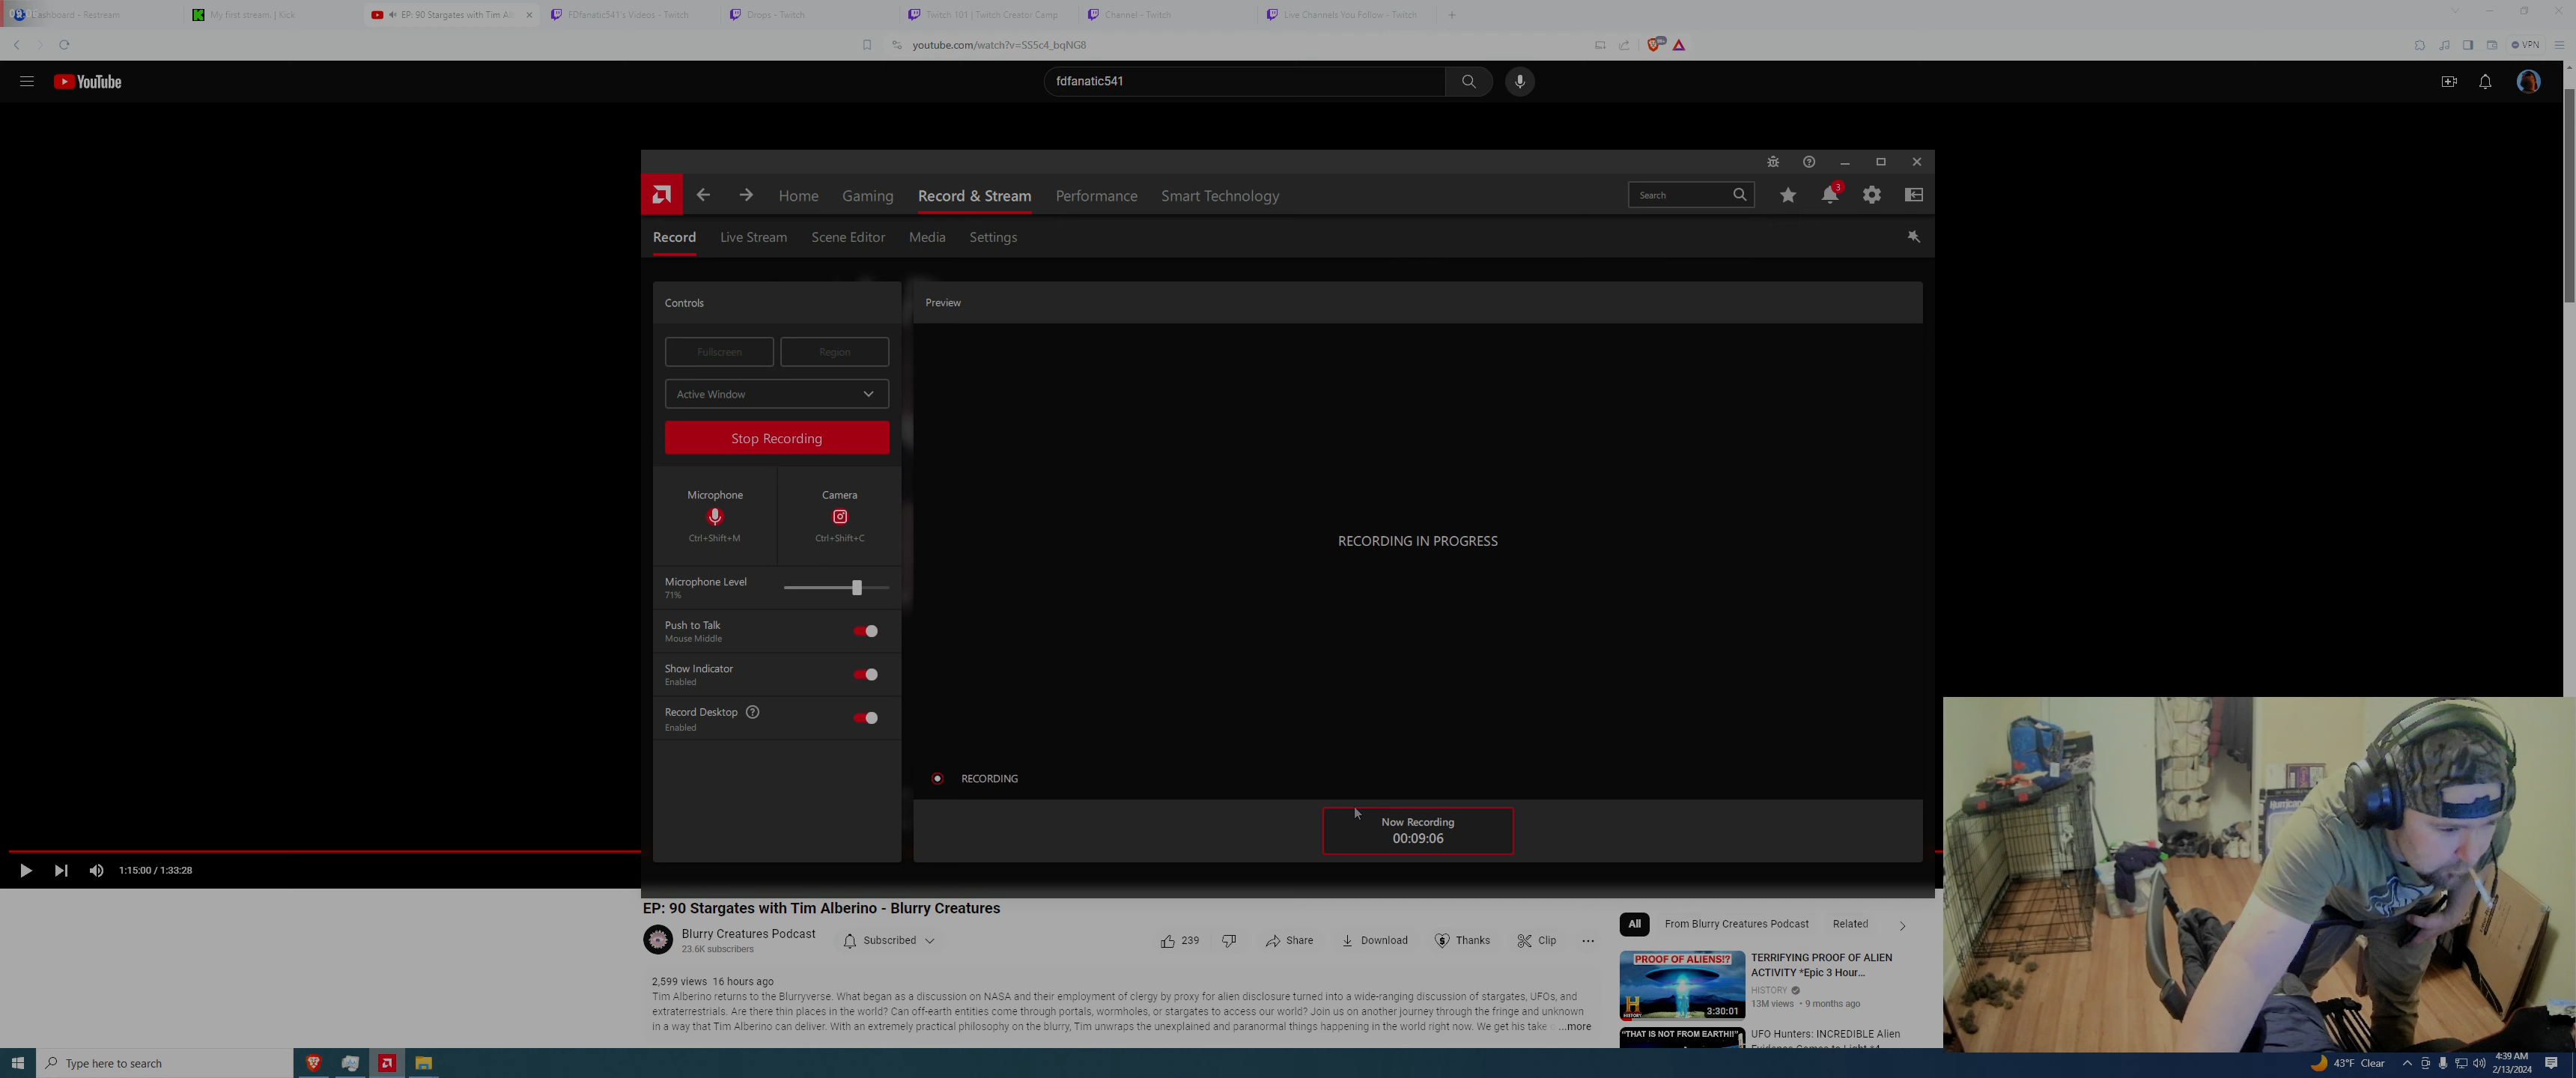 09:06
Dashboard - Restream
My first stream. | Kick
EP: 90 Stargates with Tim Al
FDfanatic541's Videos - Twitch
Drops - Twitch
Twitch 101 | Twitch Creator Camp
Channel - Twitch
Live Channels You Follow - Twitch
youtube.com/watch?v=SS5c4_bqNG8
VPN
YouTube
fdfanatic541
Home
Gaming
Record & Stream
Performance
Smart Technology
Search
3
Record
Live Stream
Scene Editor
Media
Settings
Controls
Preview
Fullscreen
Region
Active Window
Stop Recording
Microphone
Camera
Ctrl+Shift+M
Ctrl+Shift+C
RECORDING IN PROGRESS
Microphone Level
71%
Push to Talk
Mouse Middle
Show Indicator
Enabled
Record Desktop
Enabled
RECORDING
Now Recording
00:09:06
1:15:00 / 1:33:28
EP: 90 Stargates with Tim Alberino - Blurry Creatures
Blurry Creatures Podcast
23.6K subscribers
Subscribed
239
Share
Download
Thanks
Clip
2,599 views 16 hours ago
Tim Alberino returns to the Blurryverse. What began as a discussion on NASA and their employment of clergy by proxy for alien disclosure turned into a wide-ranging discussion of stargates, UFOs, and
extraterrestrials. Are there thin places in the world? Can off-earth entities come through portals, wormholes, or stargates to access our world? Join us on another journey through the fringe and unknown
in a way that Tim Alberino can deliver. With an extremely practical philosophy on the blurry, Tim unwraps the unexplained and paranormal things happening in the world right now. We get his take ...more
All
From Blurry Creatures Podcast
Related
PROOF OF ALIENS!?
H
HISTORY
3:30:01
TERRIFYING PROOF OF ALIEN
ACTIVITY *Epic 3 Hour...
HISTORY
13M views • 9 months ago
"THAT IS NOT FROM EARTH!!"
UFO Hunters: INCREDIBLE Alien
Type here to search
43°F Clear
4:39 AM
2/13/2024